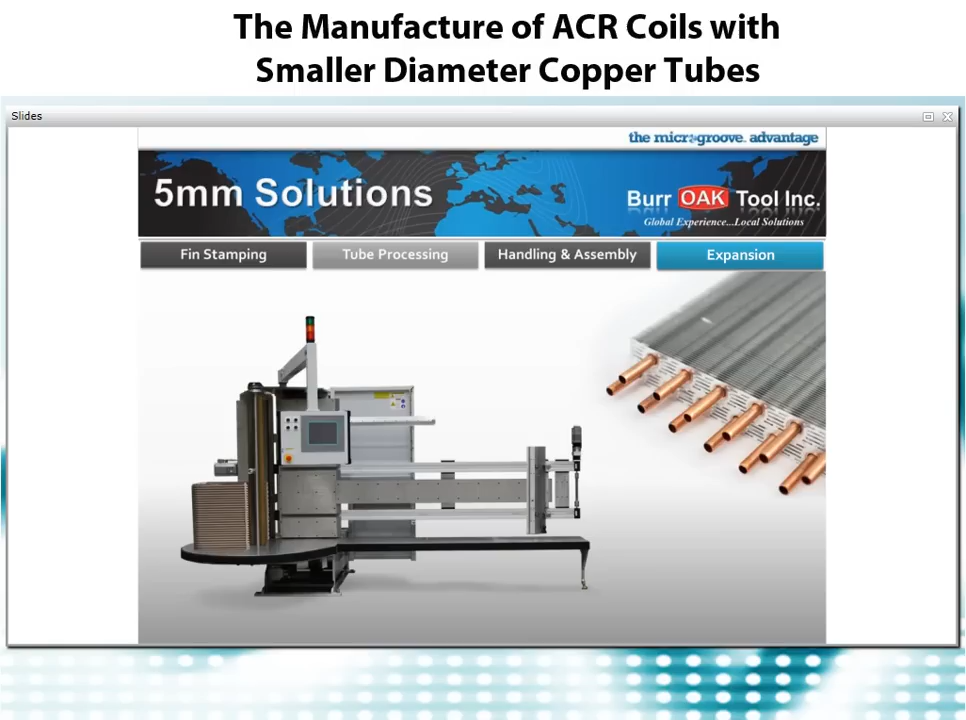 The Manufacture of ACR Coils with
Smaller Diameter Copper Tubes
Slides
the microgroove™ advantage
5mm Solutions
Burr OAK Tool Inc.
Global Experience...Local Solutions
Fin Stamping
Tube Processing
Handling & Assembly
Expansion